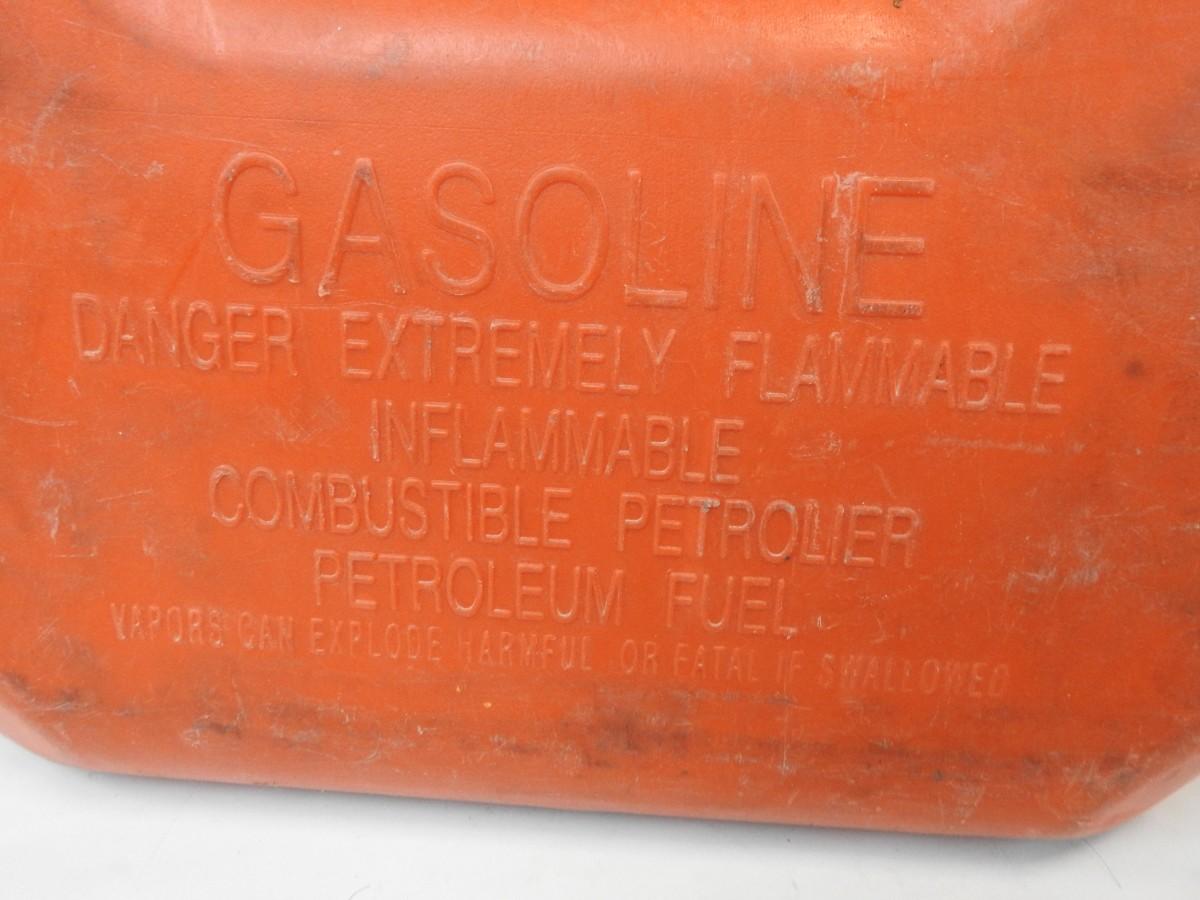 GASOLINE
DANGER EXTREMELY FLAMMABLE
INFLAMMABLE
COMBUSTIBLE PETROLIER
PETROLEUM FUEL
VAPORS CAN EXPLODE HARMFUL OR FATAL IF SWALLOWED